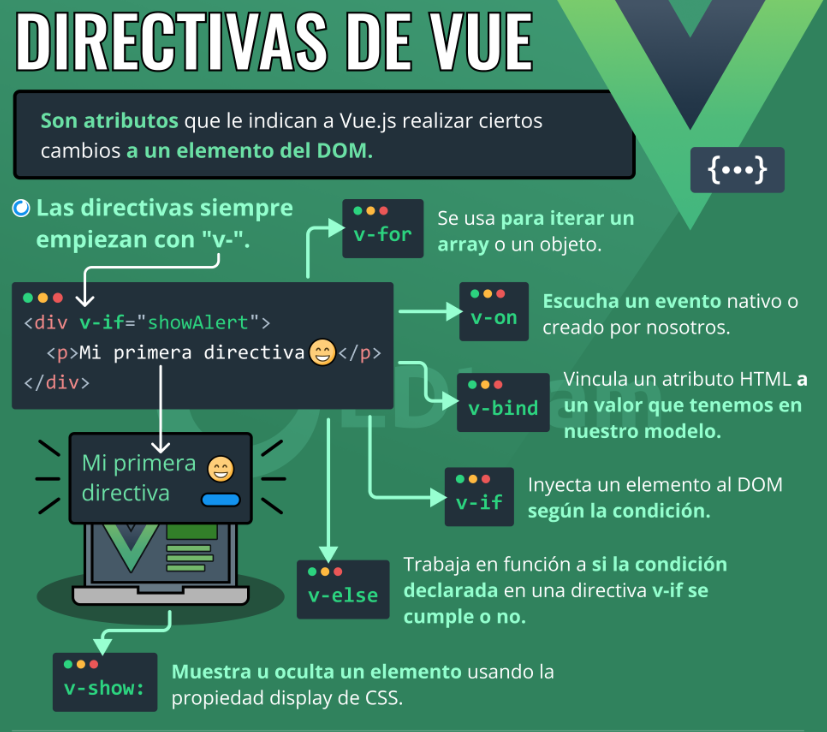 DIRECTIVAS DE VUE
Son atributos que le indican a Vue.js realizar ciertos
cambios a un elemento del DOM.
{•••}
Las directivas siempre
empiezan con "v-".
v-for
Se usa para iterar un
array o un objeto.
<div v-if="showAlert">
<p>Mi primera directiva😁</p>
</div>
v-on
Escucha un evento nativo o
creado por nosotros.
v-bind
Vincula un atributo HTML a
un valor que tenemos en
nuestro modelo.
Mi primera 😁
directiva
v-if
Inyecta un elemento al DOM
según la condición.
v-else
Trabaja en función a si la condición
declarada en una directiva v-if se
cumple o no.
v-show:
Muestra u oculta un elemento usando la
propiedad display de CSS.